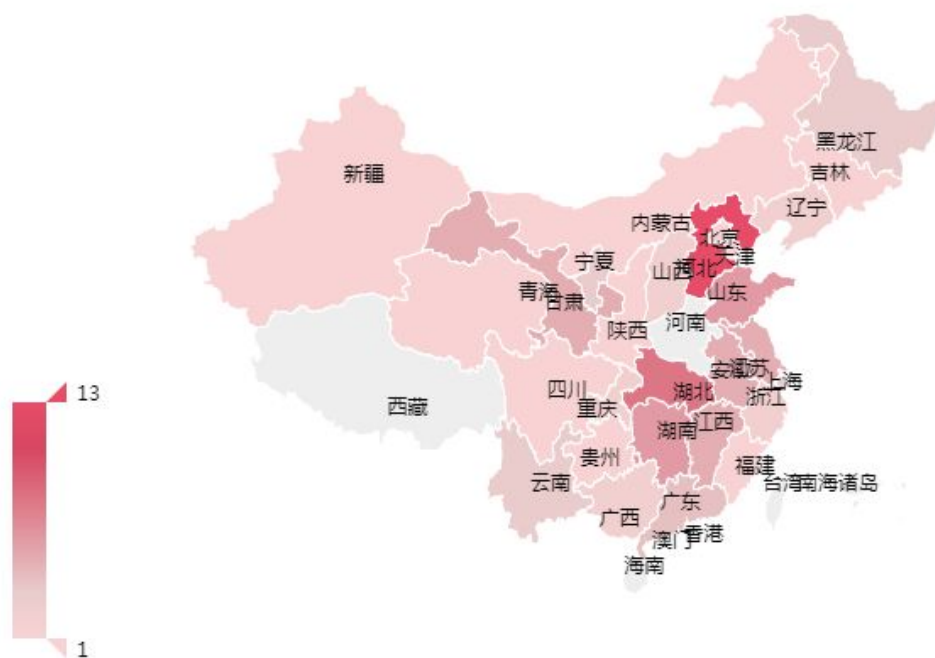 黑龙江
吉林
新疆
辽宁
内蒙古
北京
天津
宁夏
山西
河北
青海
甘肃
山东
河南
陕西
安徽
江苏
上海
四川
湖北
浙江
13
西藏
重庆
湖南
江西
贵州
福建
云南
台湾
南海诸岛
广东
广西
澳门
香港
海南
1